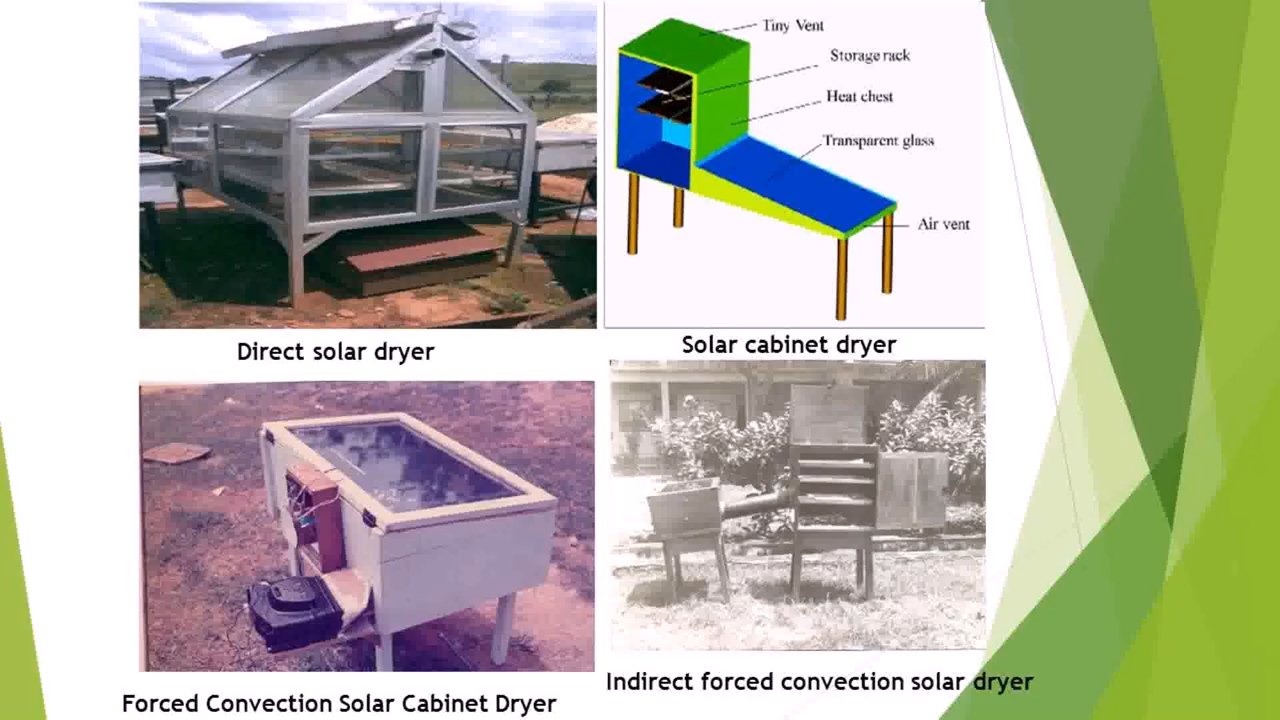 Tiny Vent
Storage rack
Heat chest
Transparent glass
Air vent
Direct solar dryer
Solar cabinet dryer
Forced Convection Solar Cabinet Dryer
Indirect forced convection solar dryer